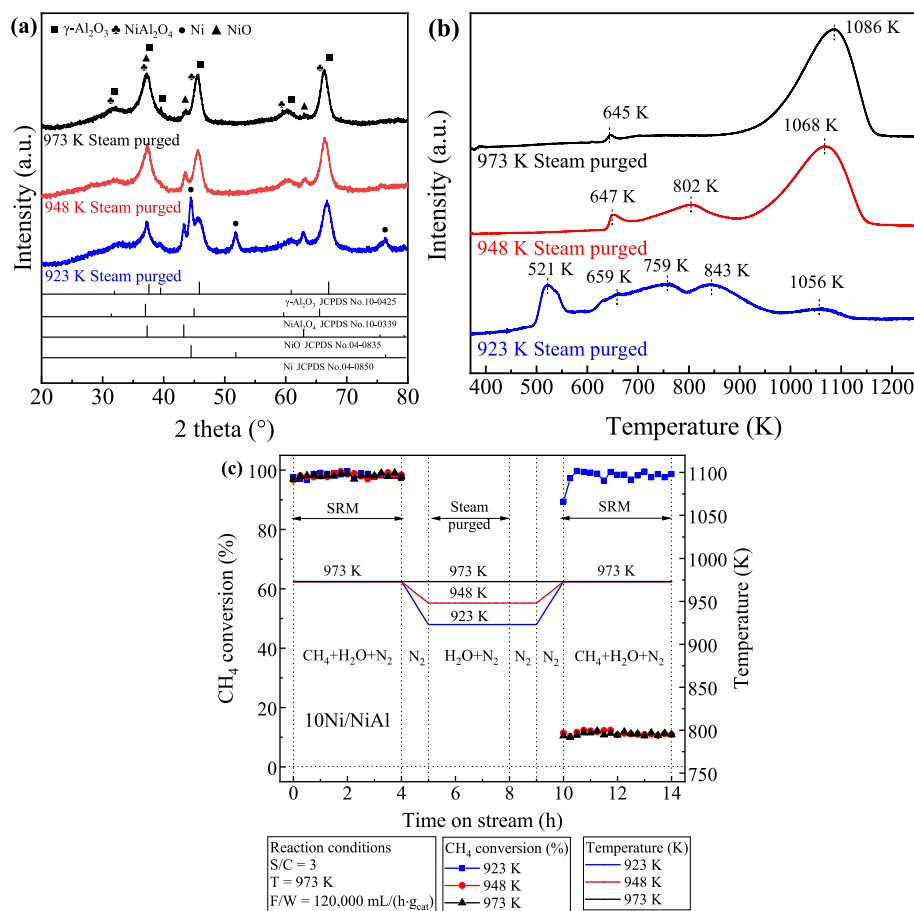 (a)
■ γ-Al₂O₃ ♣ NiAl₂O₄ ● Ni ▲ NiO
973 K Steam purged
948 K Steam purged
923 K Steam purged
γ-Al₂O₃ JCPDS No.10-0425
NiAl₂O₄ JCPDS No.10-0339
NiO JCPDS No.04-0835
Ni JCPDS No.04-0850
20 30 40 50 60 70 80
2 theta (°)
Intensity (a.u.)
(b)
1086 K
645 K
973 K Steam purged
1068 K
647 K
802 K
948 K Steam purged
521 K
659 K
759 K
843 K
1056 K
923 K Steam purged
400 500 600 700 800 900 1000 1100 1200
Temperature (K)
Intensity (a.u.)
(c)
100
80
60
40
20
0
CH₄ conversion (%)
1100
1050
1000
950
900
850
800
750
Temperature (K)
SRM
Steam
purged
SRM
973 K
973 K
973 K
948 K
923 K
CH₄+H₂O+N₂
N₂
H₂O+N₂
N₂
N₂
CH₄+H₂O+N₂
10Ni/NiAl
0 2 4 6 8 10 12 14
Time on stream (h)
Reaction conditions
S/C = 3
T = 973 K
F/W = 120,000 mL/(h·g_cat)
CH₄ conversion (%)
923 K
948 K
973 K
Temperature (K)
923 K
948 K
973 K